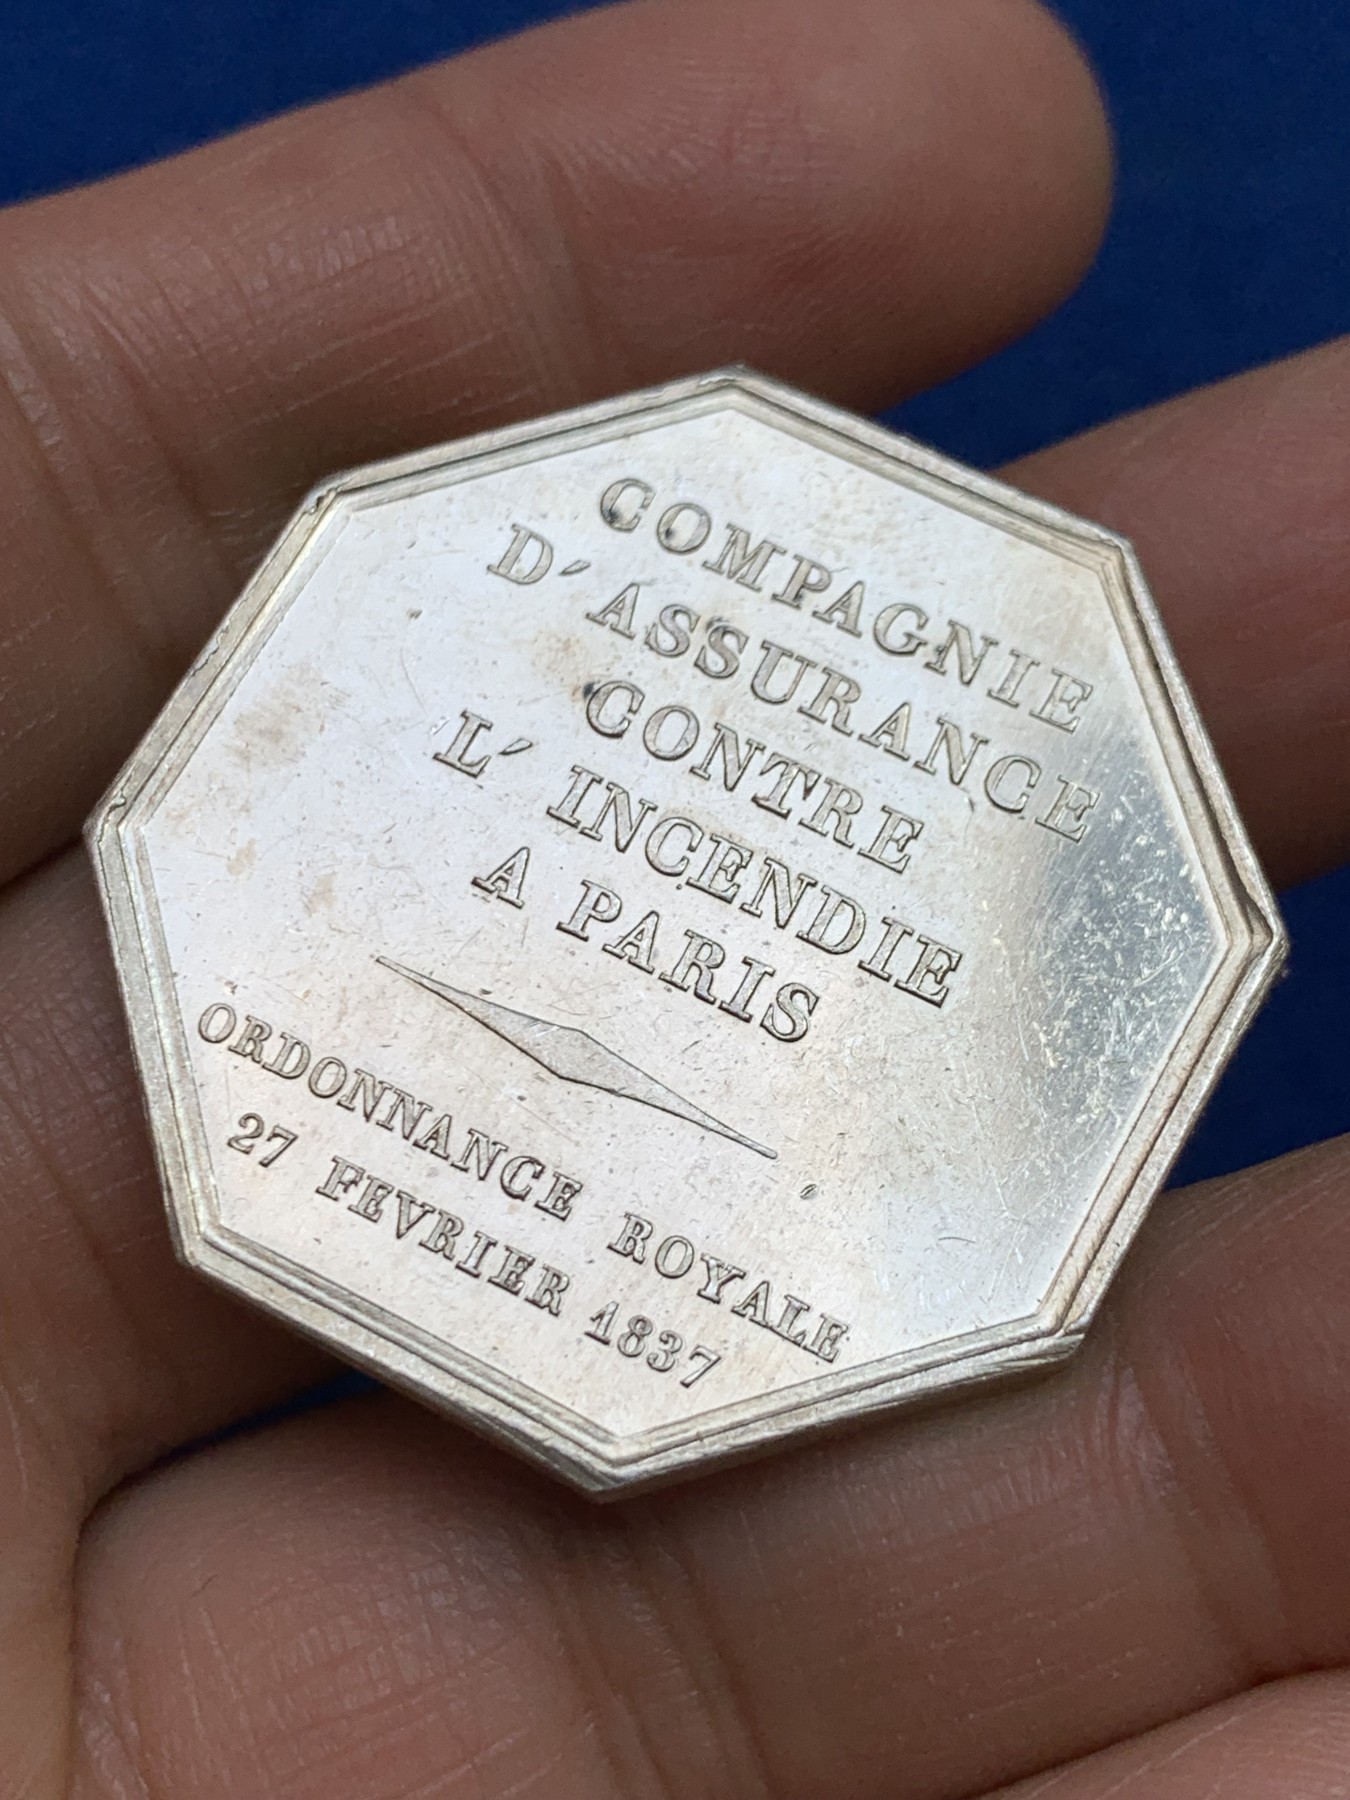 COMPAGNIE
D'ASSURANCE
CONTRE
L'INCENDIE
A PARIS
ORDONNANCE ROYALE
27 FEVRIER 1837